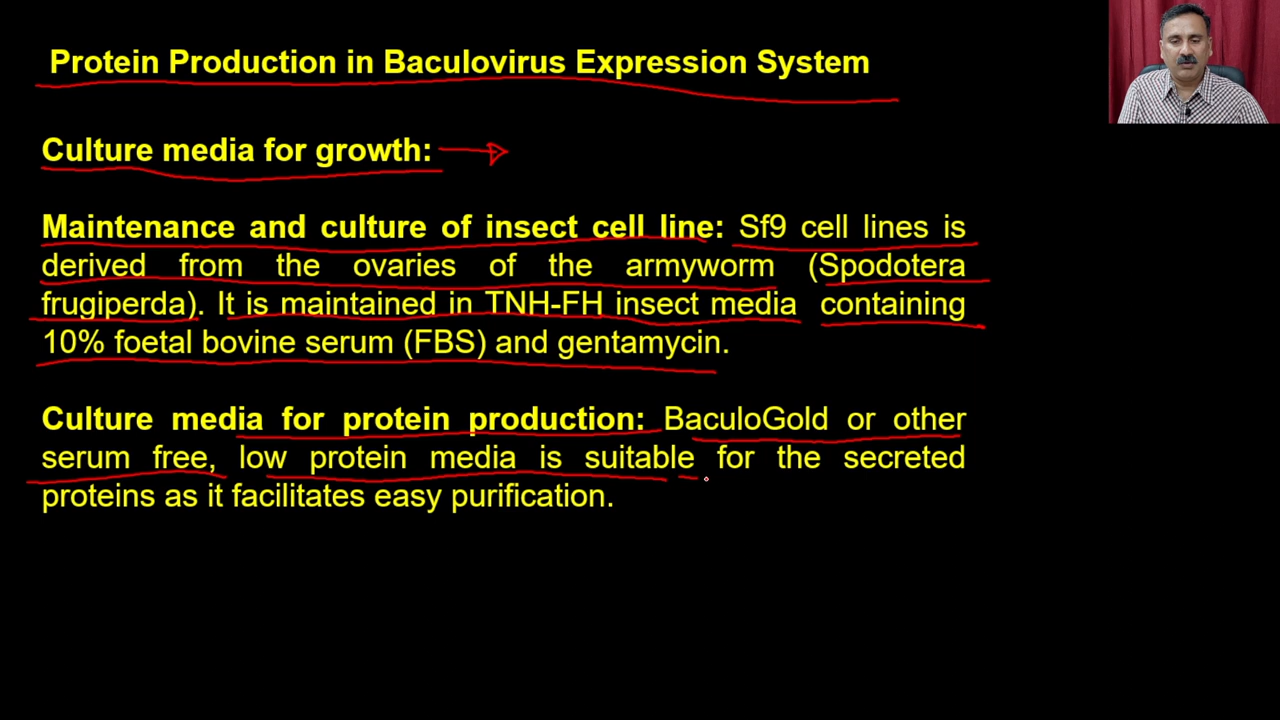 Protein Production in Baculovirus Expression System
Culture media for growth:
Maintenance and culture of insect cell line: Sf9 cell lines is
derived from the ovaries of the armyworm (Spodotera
frugiperda). It is maintained in TNH-FH insect media containing
10% foetal bovine serum (FBS) and gentamycin.
Culture media for protein production: BaculoGold or other
serum free, low protein media is suitable for the secreted
proteins as it facilitates easy purification.